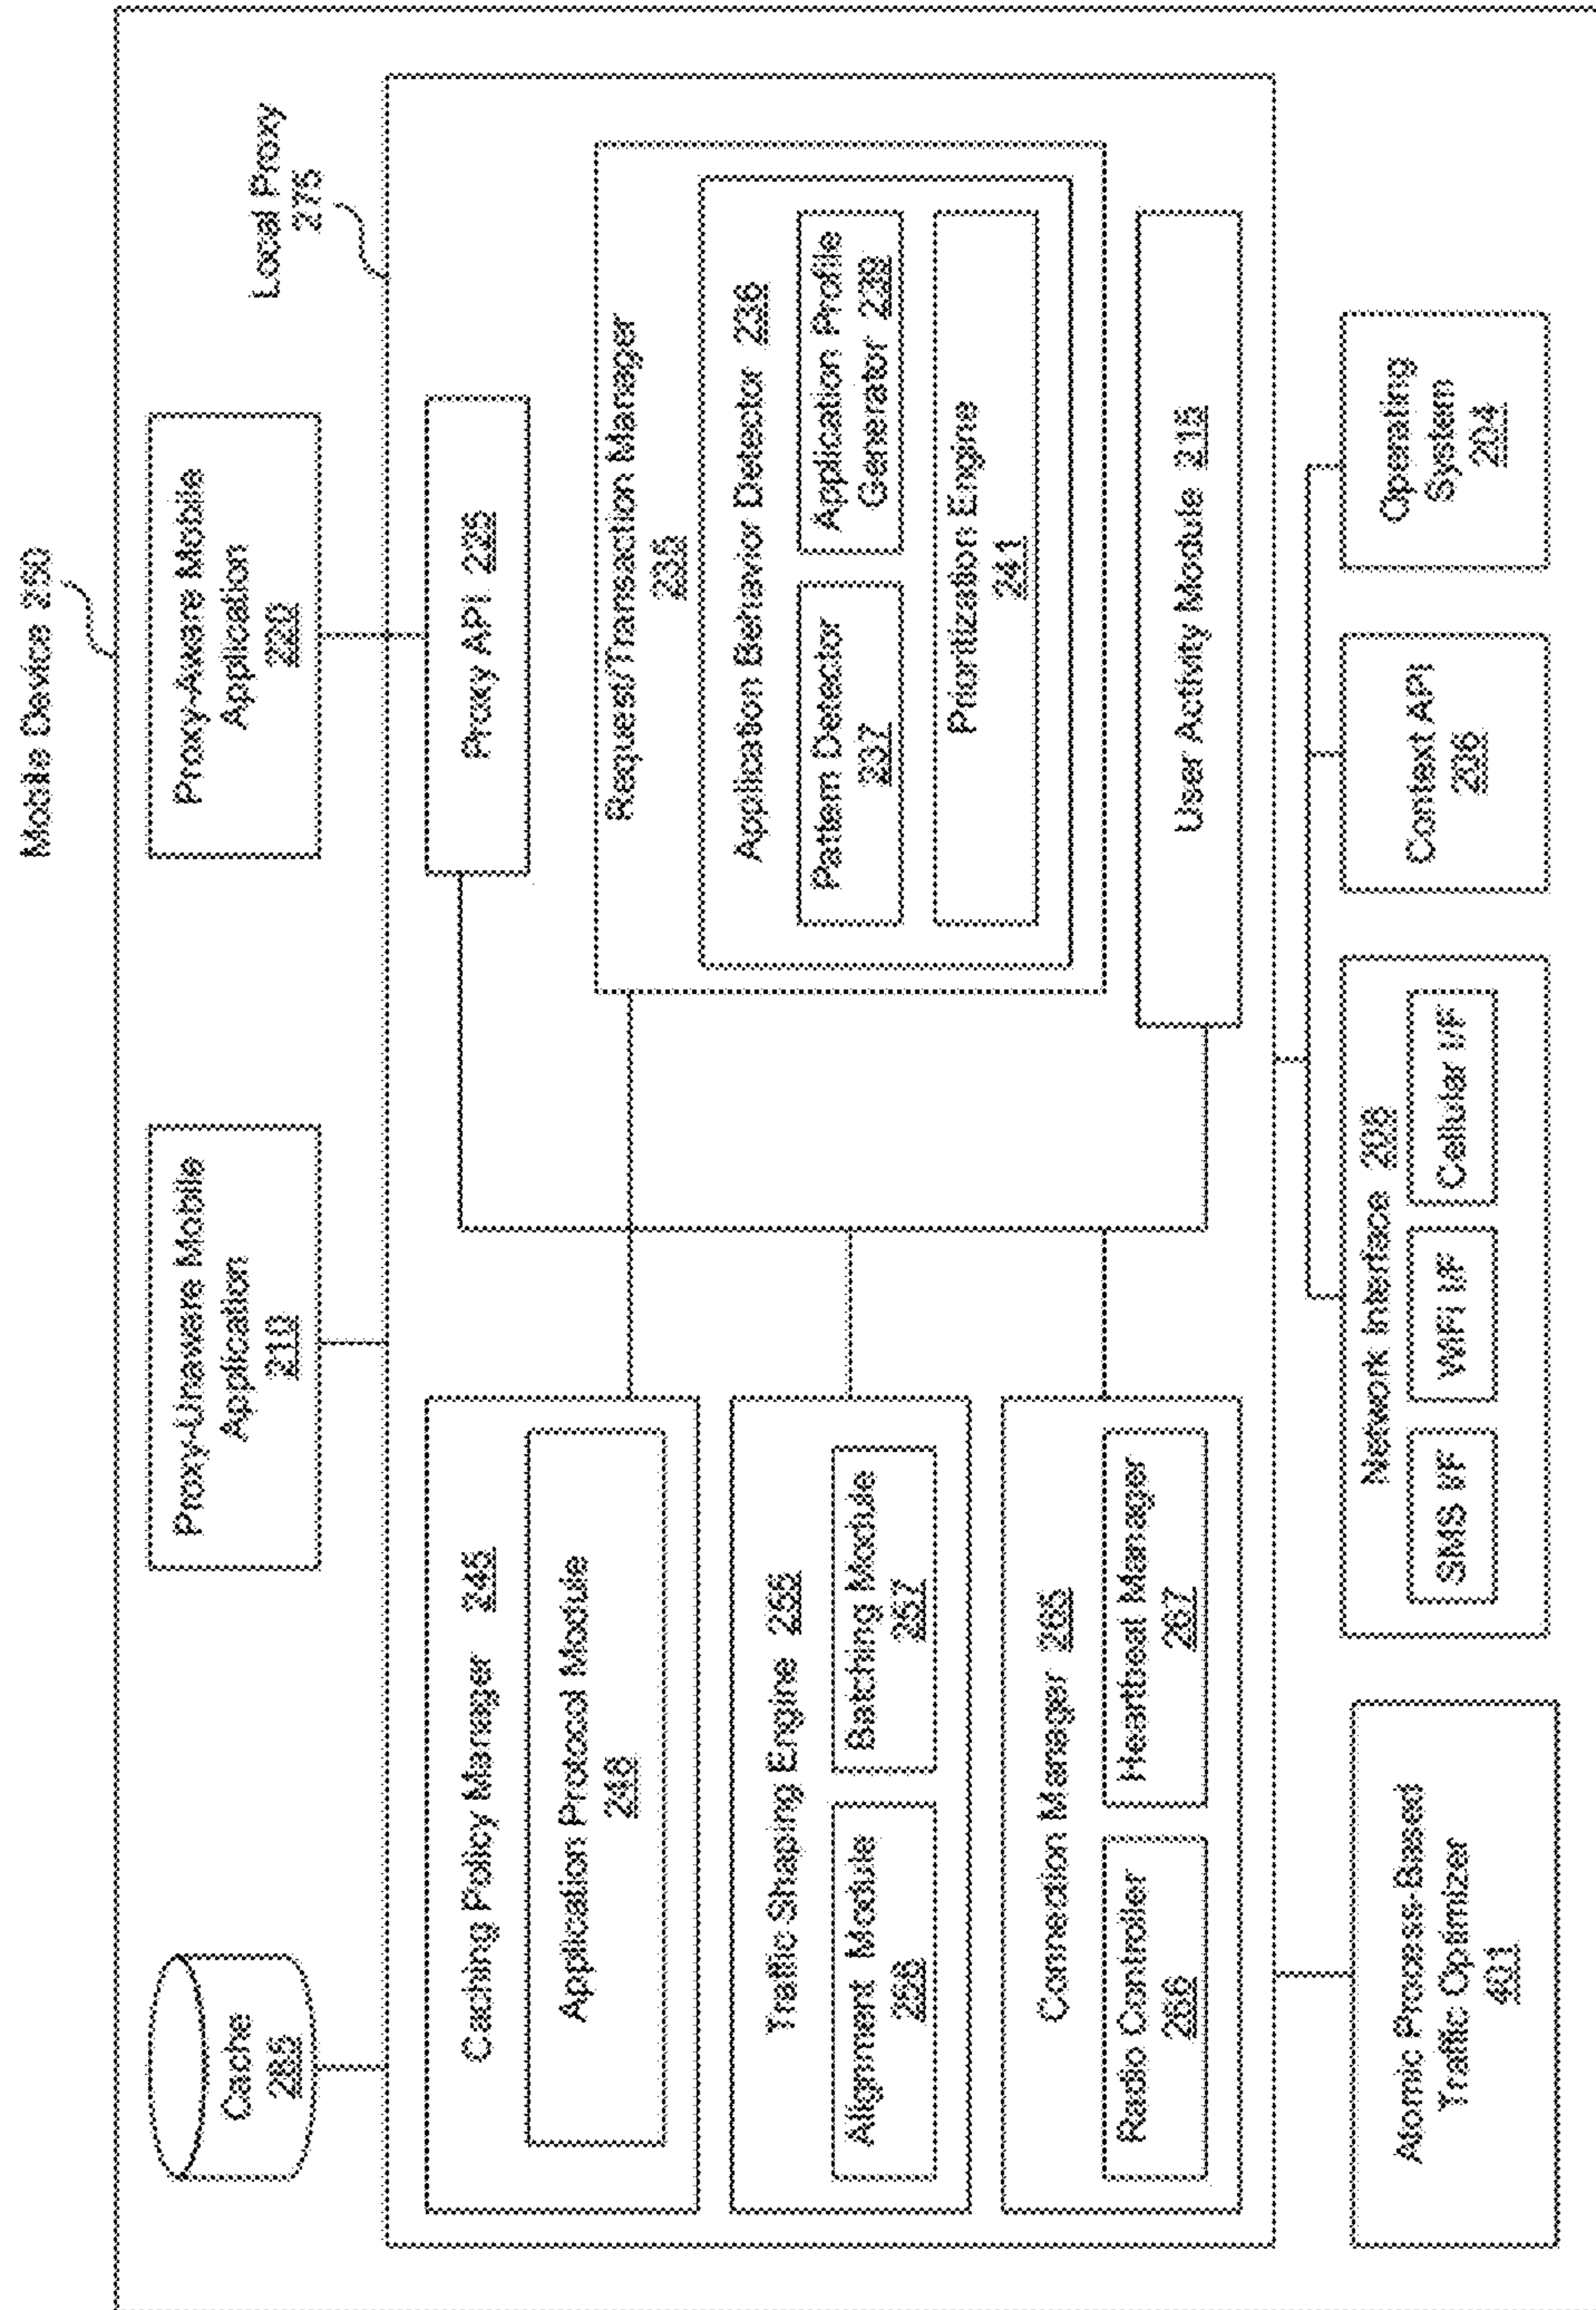 Mobile Device 250
Cache
285
Proxy-Unaware Mobile
Application
210
Proxy-Aware Mobile
Application
220
Local Proxy
275
Caching Policy Manager 245
Application Protocol Module
248
Traffic Shaping Engine 255
Alignment Module
256
Batching Module
257
Connection Manager 265
Radio Controller
266
Heartbeat Manager
267
Proxy API 225
Request/Transaction Manager
235
Application Behavior Detector 236
Pattern Detector
237
Application Profile
Generator 239
Prioritization Engine
241
User Activity Module 215
Atomic Process-Based
Traffic Optimizer
401
Network Interface 208
SMS I/F
WiFi I/F
Cellular I/F
Context API
206
Operating
System
204